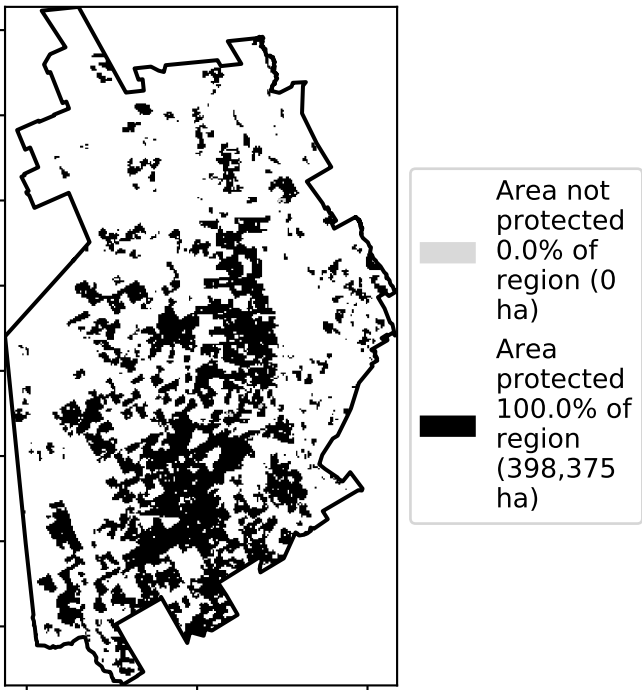 Area not
protected
0.0% of
region (0
ha)
Area
protected
100.0% of
region
(398,375
ha)